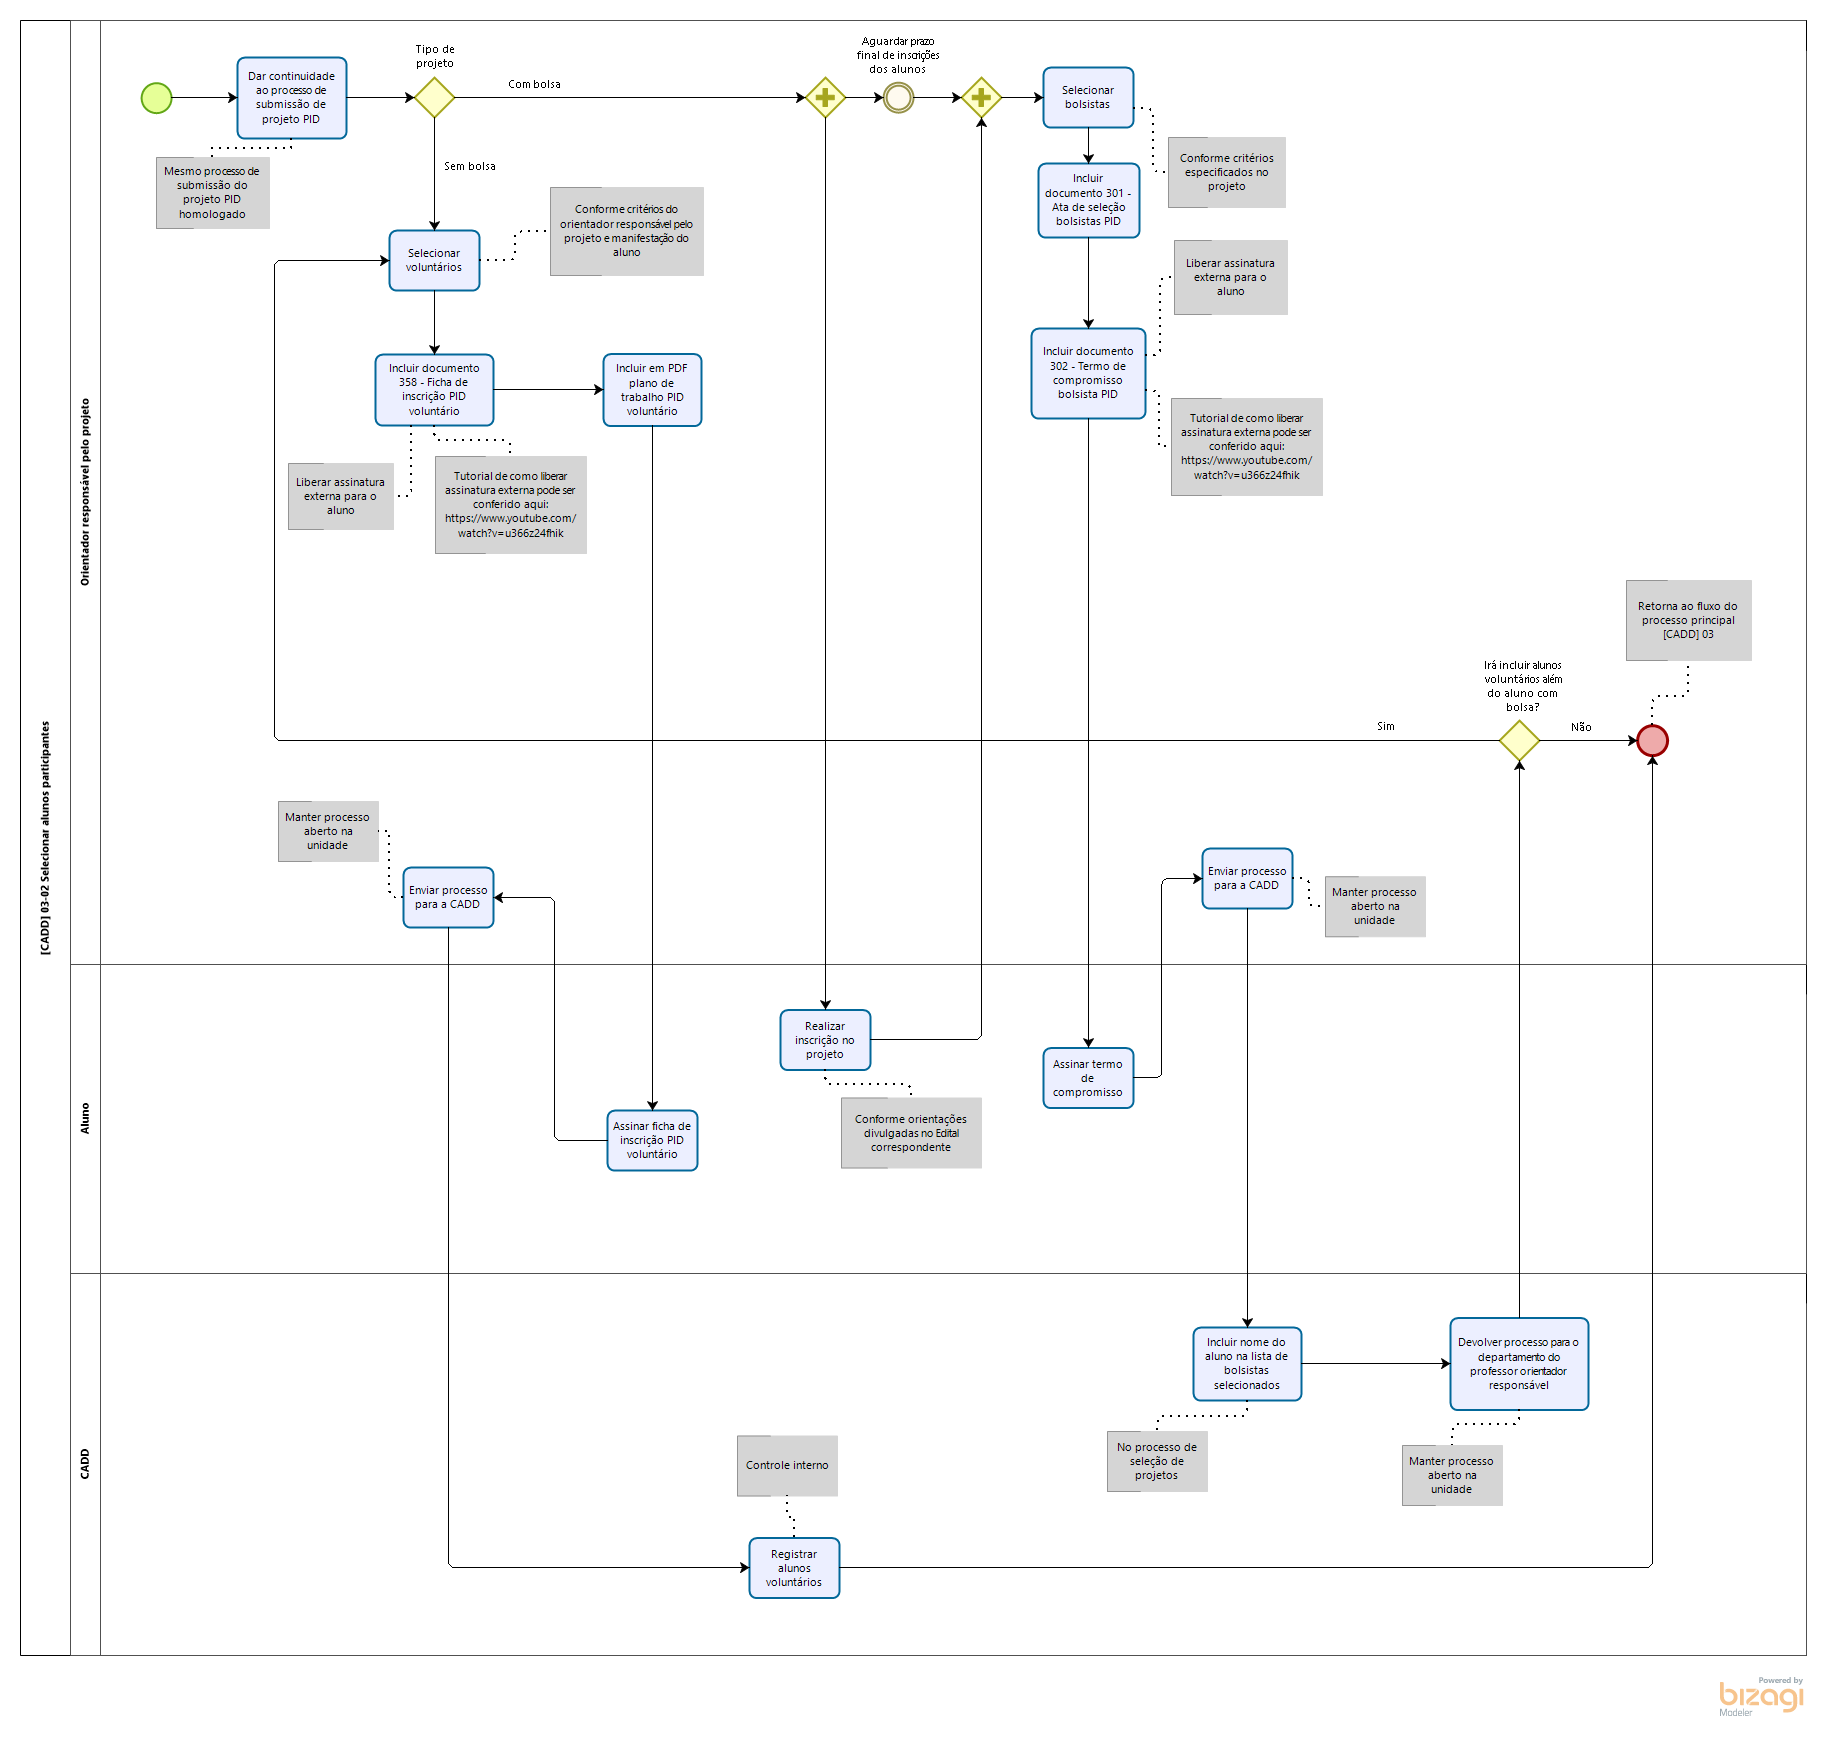 [CADD] 03-02 Selecionar alunos participantes
Orientador responsável pelo projeto
Dar continuidade
ao processo de
submissão de
projeto PID
Mesmo processo de
submissão do
projeto PID
homologado
Tipo de
projeto
Com bolsa
Sem bolsa
Aguardar prazo
final de inscrições
dos alunos
Selecionar
bolsistas
Conforme critérios
especificados no
projeto
Incluir
documento 301 -
Ata de seleção
bolsistas PID
Conforme critérios do
orientador responsável pelo
projeto e manifestação do
aluno
Selecionar
voluntários
Liberar assinatura
externa para o
aluno
Incluir documento
302 - Termo de
compromisso
bolsista PID
Incluir documento
358 - Ficha de
inscrição PID
voluntário
Incluir em PDF
plano de
trabalho PID
voluntário
Tutorial de como liberar
assinatura externa pode ser
conferido aqui:
https://www.youtube.com/
watch?v=u366z24fhik
Liberar assinatura
externa para o
aluno
Tutorial de como liberar
assinatura externa pode ser
conferido aqui:
https://www.youtube.com/
watch?v=u366z24fhik
Retorna ao fluxo do
processo principal
[CADD] 03
Irá incluir alunos
voluntários além
do aluno com
bolsa?
Sim
Não
Manter processo
aberto na
unidade
Enviar processo
para a CADD
Enviar processo
para a CADD
Manter processo
aberto na
unidade
Aluno
Realizar
inscrição no
projeto
Conforme orientações
divulgadas no Edital
correspondente
Assinar termo
de
compromisso
Assinar ficha de
inscrição PID
voluntário
CADD
Incluir nome do
aluno na lista de
bolsistas
selecionados
Devolver processo para o
departamento do
professor orientador
responsável
No processo de
seleção de
projetos
Manter processo
aberto na
unidade
Controle interno
Registrar
alunos
voluntários
Powered by
bizagi
Modeler